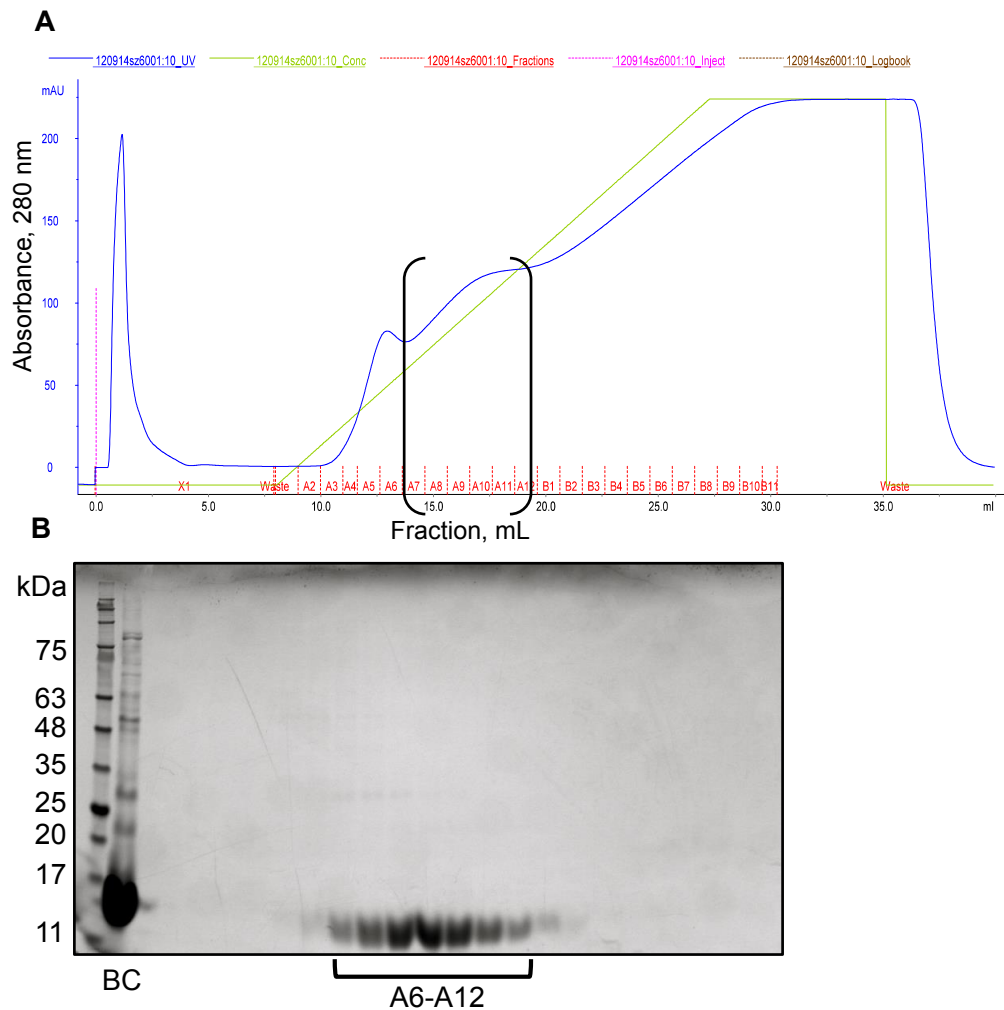 A
120914sz6001:10_UV 120914sz6001:10_Conc 120914sz6001:10_Fractions 120914sz6001:10_Inject 120914sz6001:10_Logbook
mAU
200
150
100
50
0
Absorbance, 280 nm
X1 Waste A2 A3 A4 A5 A6 A7 A8 A9 A10 A11 A12 B1 B2 B3 B4 B5 B6 B7 B8 B9 B10 B11 Waste
0.0 5.0 10.0 15.0 20.0 25.0 30.0 35.0 ml
Fraction, mL
B
kDa
75
63
48
35
25
20
17
11
BC
A6-A12